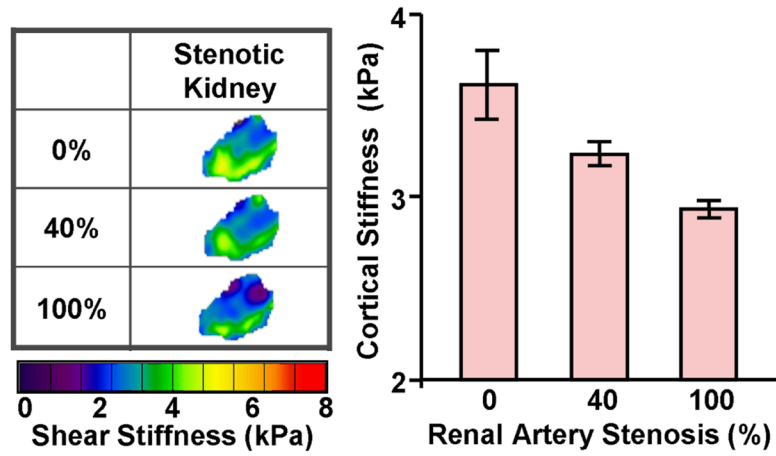 Stenotic
Kidney
0%
40%
100%
0 2 4 6 8
Shear Stiffness (kPa)
Cortical Stiffness (kPa)
4
3
2
0 40 100
Renal Artery Stenosis (%)